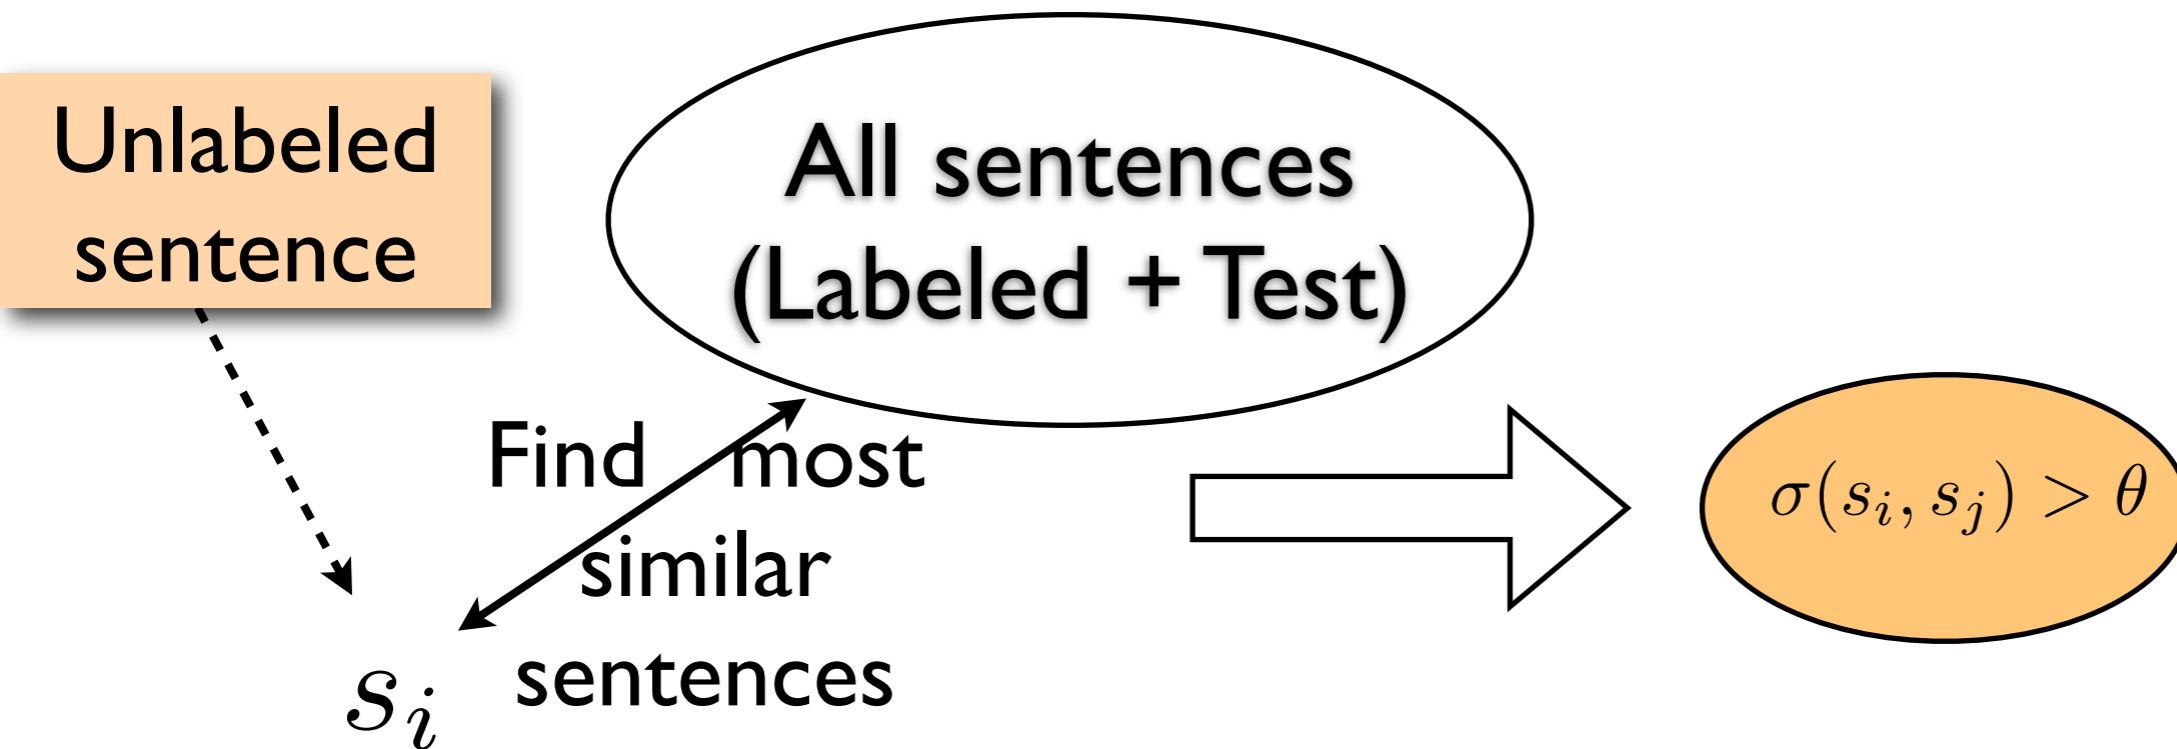 Unlabeled
sentence
All sentences
(Labeled + Test)
Find most
similar
sentences
s_i
σ(s_i, s_j) > θ